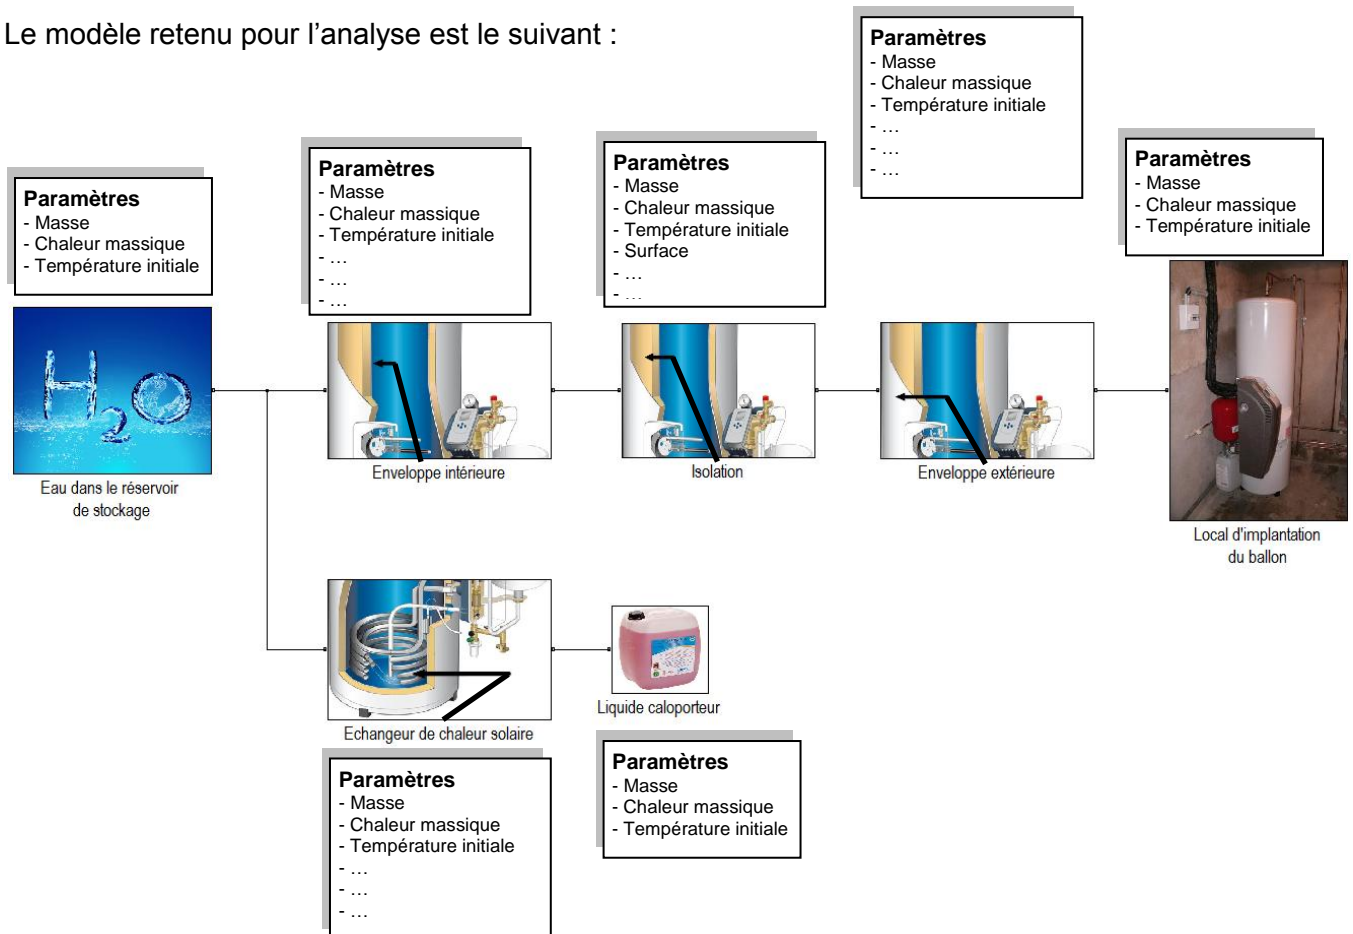 Le modèle retenu pour l’analyse est le suivant :
Paramètres
- Masse
- Chaleur massique
- Température initiale
- …
- …
- …
Paramètres
- Masse
- Chaleur massique
- Température initiale
Paramètres
- Masse
- Chaleur massique
- Température initiale
- …
- …
- …
Paramètres
- Masse
- Chaleur massique
- Température initiale
- Surface
- …
- …
Paramètres
- Masse
- Chaleur massique
- Température initiale
H2O
Eau dans le réservoir
de stockage
Enveloppe intérieure
Isolation
Enveloppe extérieure
Local d'implantation
du ballon
Echangeur de chaleur solaire
Liquide caloporteur
Paramètres
- Masse
- Chaleur massique
- Température initiale
- …
- …
- …
Paramètres
- Masse
- Chaleur massique
- Température initiale